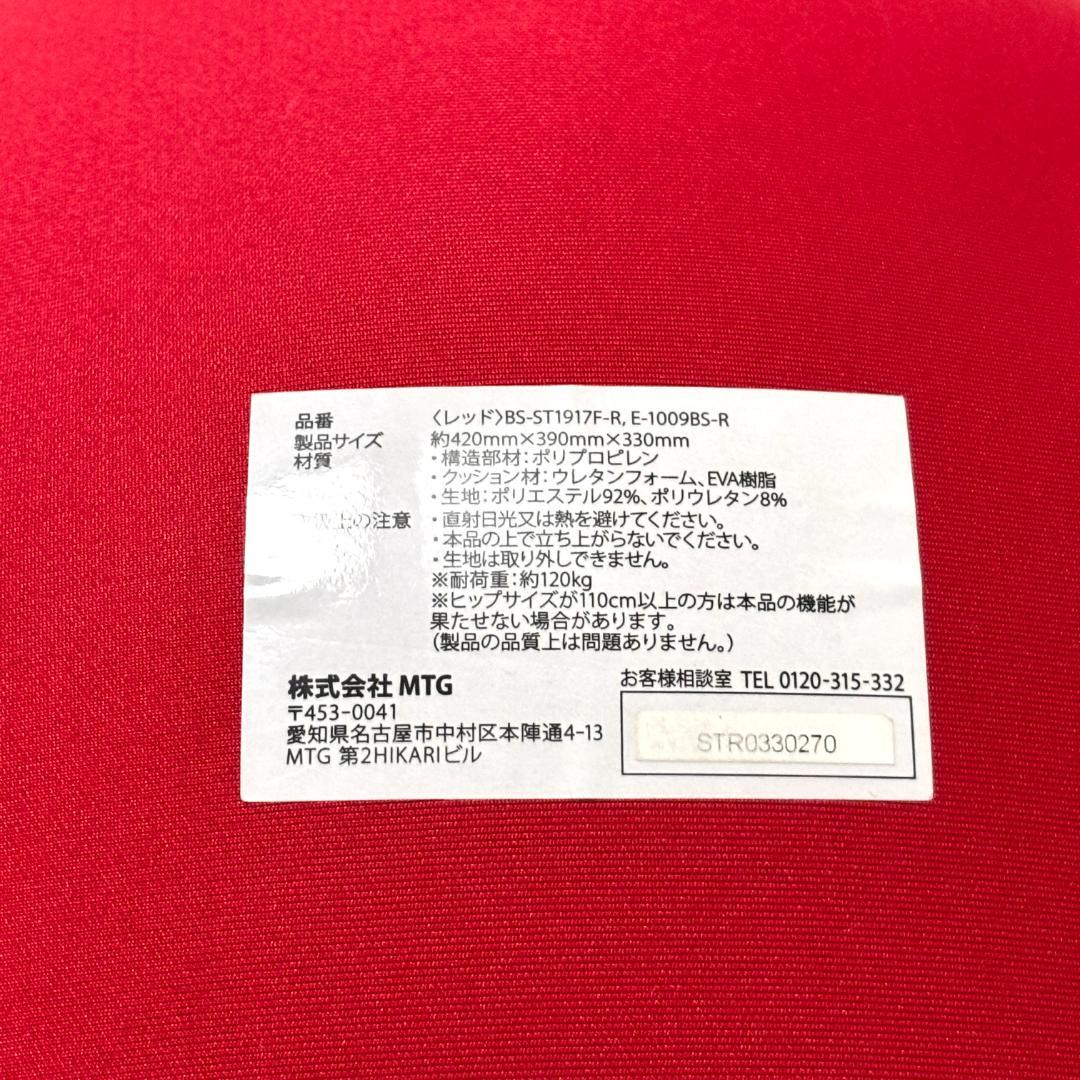 品番 〈レッド〉BS-ST1917F-R, E-1009BS-R
製品サイズ 約420mm×390mm×330mm
材質 ・構造部材：ポリプロピレン
・クッション材：ウレタンフォーム、EVA樹脂
・生地：ポリエステル92%、ポリウレタン8%
扱上の注意 ・直射日光又は熱を避けてください。
・本品の上で立ち上がらないでください。
・生地は取り外しできません。
※耐荷重：約120kg
※ヒップサイズが110cm以上の方は本品の機能が
果たせない場合があります。
（製品の品質上は問題ありません。）
株式会社 MTG
〒453-0041
愛知県名古屋市中村区本陣通4-13
MTG 第2HIKARIビル
お客様相談室 TEL 0120-315-332
STR0330270